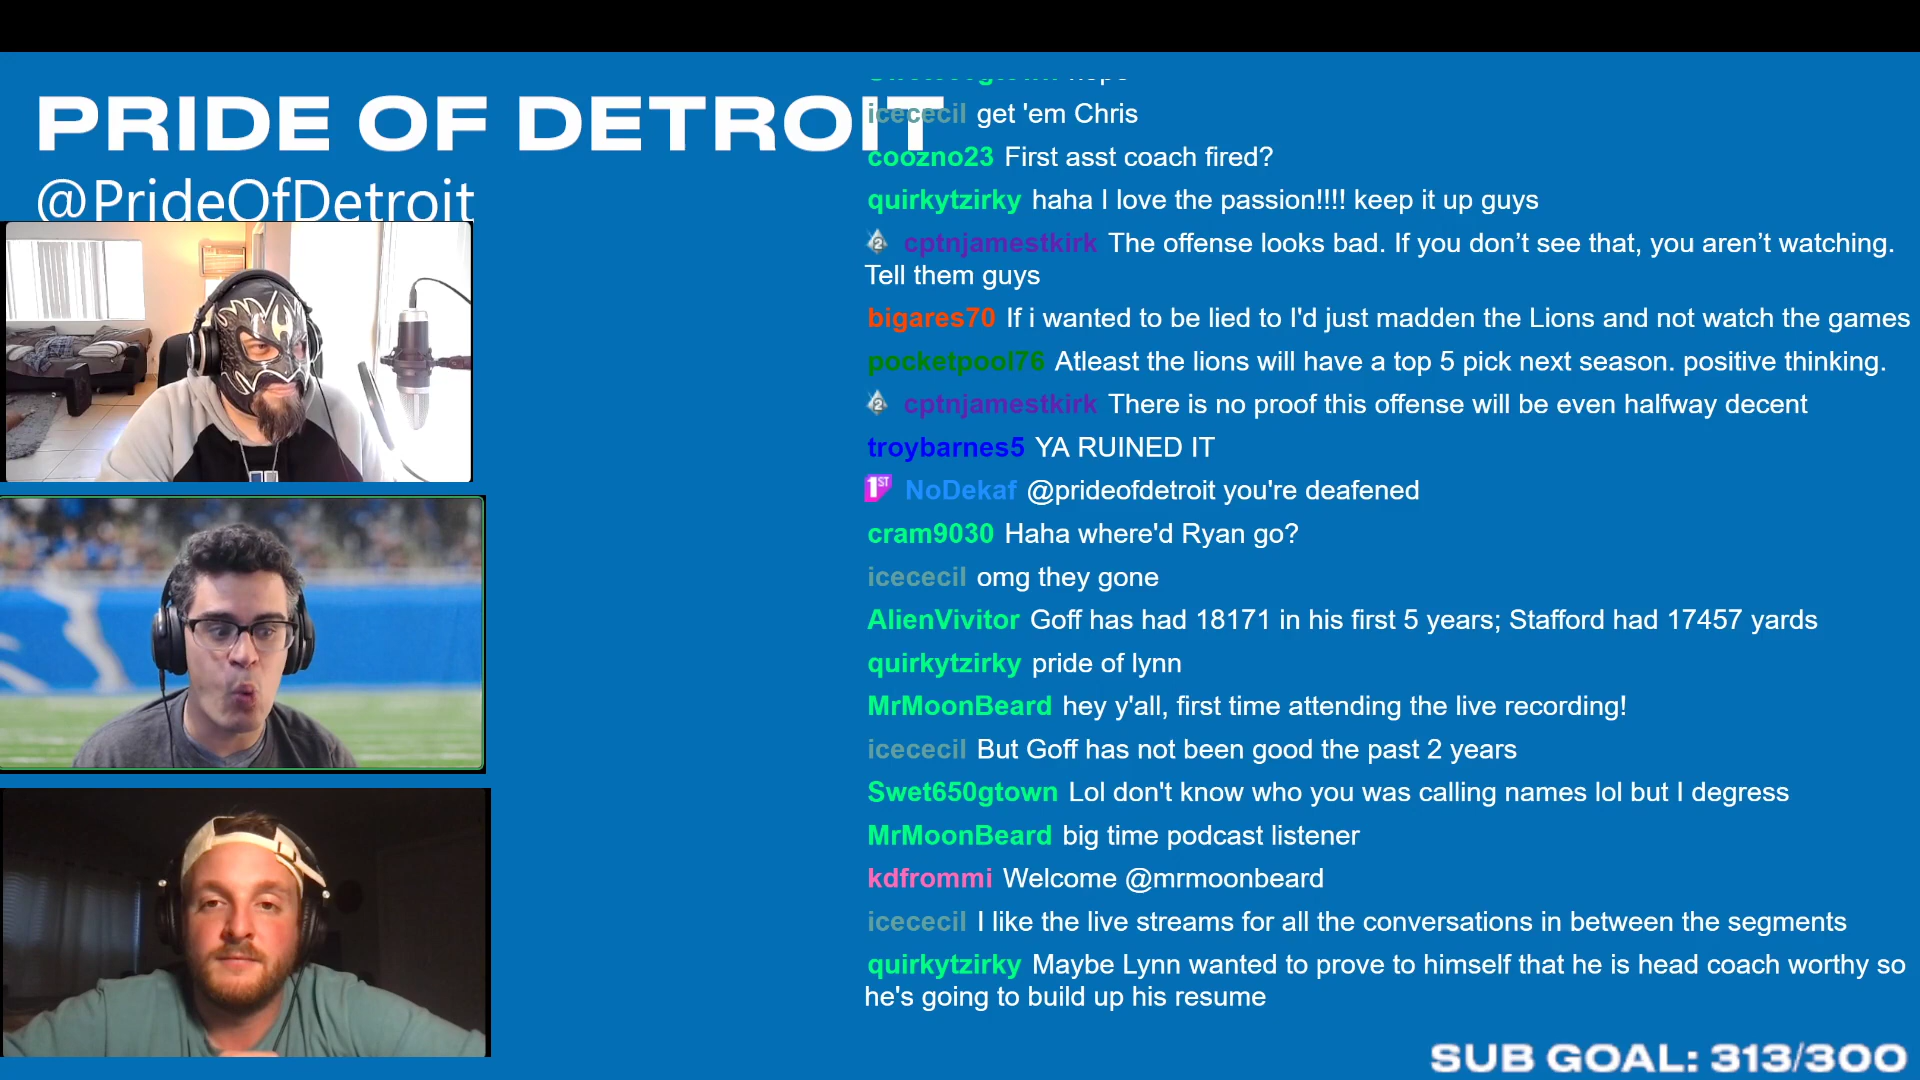 PRIDE OF DETROIT
@PrideOfDetroit
icececil get 'em Chris
coozno23 First asst coach fired?
quirkytzirky haha I love the passion!!!! keep it up guys
2 cptnjamestkirk The offense looks bad. If you don’t see that, you aren’t watching.
Tell them guys
bigares70 If i wanted to be lied to I'd just madden the Lions and not watch the games
pocketpool76 Atleast the lions will have a top 5 pick next season. positive thinking.
2 cptnjamestkirk There is no proof this offense will be even halfway decent
troybarnes5 YA RUINED IT
1ST NoDekaf @prideofdetroit you're deafened
cram9030 Haha where'd Ryan go?
icececil omg they gone
AlienVivitor Goff has had 18171 in his first 5 years; Stafford had 17457 yards
quirkytzirky pride of lynn
MrMoonBeard hey y'all, first time attending the live recording!
icececil But Goff has not been good the past 2 years
Swet650gtown Lol don't know who you was calling names lol but I degress
MrMoonBeard big time podcast listener
kdfrommi Welcome @mrmoonbeard
icececil I like the live streams for all the conversations in between the segments
quirkytzirky Maybe Lynn wanted to prove to himself that he is head coach worthy so
he's going to build up his resume
SUB GOAL: 313/300